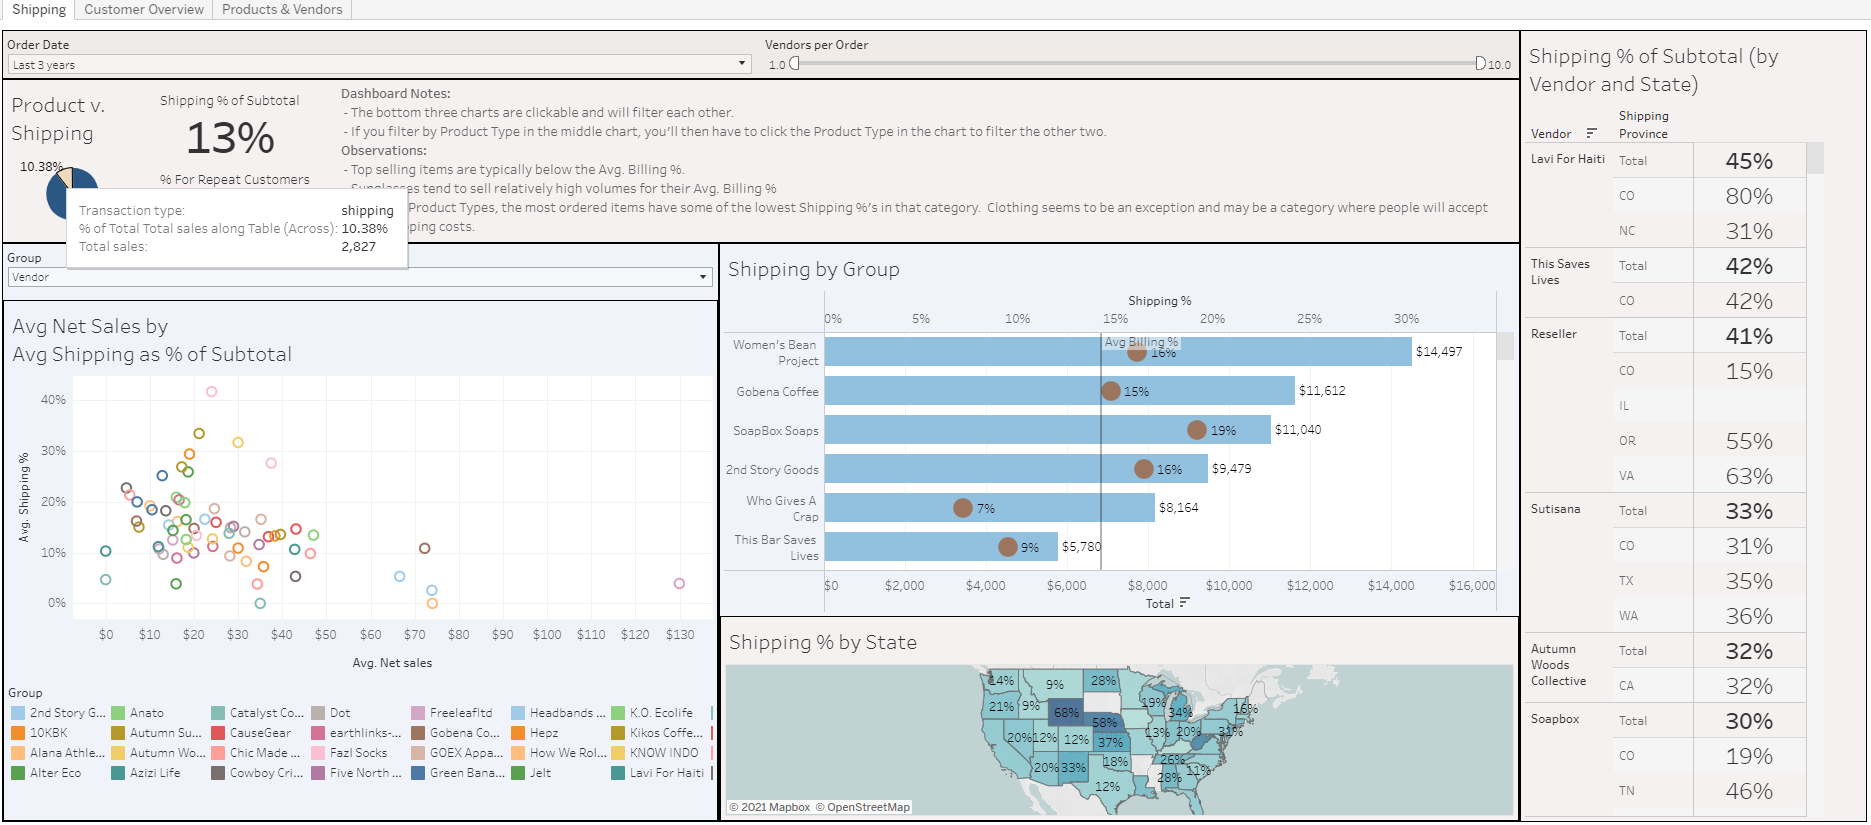 Shipping
Customer Overview
Products & Vendors
Order Date
Last 3 years
Vendors per Order
1.0
10.0
Product v.
Shipping
10.38%
Shipping % of Subtotal
13%
% For Repeat Customers
Dashboard Notes:
- The bottom three charts are clickable and will filter each other.
- If you filter by Product Type in the middle chart, you'll then have to click the Product Type in the chart to filter the other two.
Observations:
- Top selling items are typically below the Avg. Billing %.
- Sunglasses tend to sell relatively high volumes for their Avg. Billing %
Product Types, the most ordered items have some of the lowest Shipping %'s in that category. Clothing seems to be an exception and may be a category where people will accept
ping costs.
Transaction type: shipping
% of Total Total sales along Table (Across): 10.38%
Total sales: 2,827
Group
Vendor
Avg Net Sales by
Avg Shipping as % of Subtotal
Avg. Shipping %
40%
30%
20%
10%
0%
$0 $10 $20 $30 $40 $50 $60 $70 $80 $90 $100 $110 $120 $130
Avg. Net sales
Group
2nd Story G... Anato Catalyst Co... Dot Freeleafltd Headbands ... K.O. Ecolife
10KBK Autumn Su... CauseGear earthlinks-... Gobena Co... Hepz Kikos Coffe...
Alana Athle... Autumn Wo... Chic Made ... Fazl Socks GOEX Appa... How We Rol... KNOW INDO
Alter Eco Azizi Life Cowboy Cri... Five North ... Green Bana... Jelt Lavi For Haiti
Shipping by Group
Shipping %
0% 5% 10% 15% 20% 25% 30%
Avg Billing %
Women's Bean
Project
16%
$14,497
Gobena Coffee
15%
$11,612
SoapBox Soaps
19%
$11,040
2nd Story Goods
16%
$9,479
Who Gives A
Crap
7%
$8,164
This Bar Saves
Lives
9%
$5,780
$0 $2,000 $4,000 $6,000 $8,000 $10,000 $12,000 $14,000 $16,000
Total
Shipping % by State
14% 9% 28%
21% 9% 68% 19% 34% 16%
58%
20% 12% 12% 37% 13% 20% 31%
20% 33% 18% 26% 11%
12% 28%
© 2021 Mapbox © OpenStreetMap
Shipping % of Subtotal (by
Vendor and State)
Shipping
Vendor Province
Lavi For Haiti Total 45%
CO 80%
NC 31%
This Saves
Lives
Total 42%
CO 42%
Reseller Total 41%
CO 15%
IL
OR 55%
VA 63%
Sutisana Total 33%
CO 31%
TX 35%
WA 36%
Autumn
Woods
Collective
Total 32%
CA 32%
Soapbox Total 30%
CO 19%
TN 46%